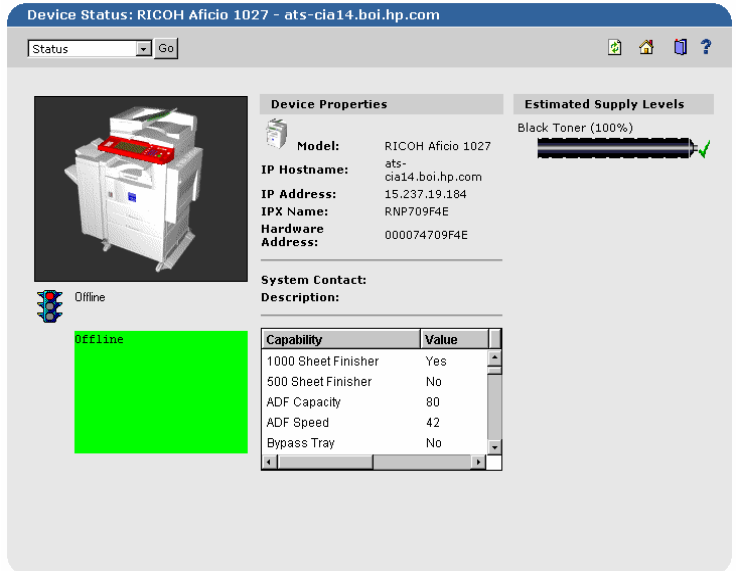 Device Status: RICOH Aficio 1027 - ats-cia14.boi.hp.com
Status
Go
?
Device Properties
Model: RICOH Aficio 1027
IP Hostname: ats-cia14.boi.hp.com
IP Address: 15.237.19.184
IPX Name: RNP709F4E
Hardware Address: 000074709F4E
System Contact:
Description:
Estimated Supply Levels
Black Toner (100%)
Offline
Offline
Capability Value
1000 Sheet Finisher Yes
500 Sheet Finisher No
ADF Capacity 80
ADF Speed 42
Bypass Tray No